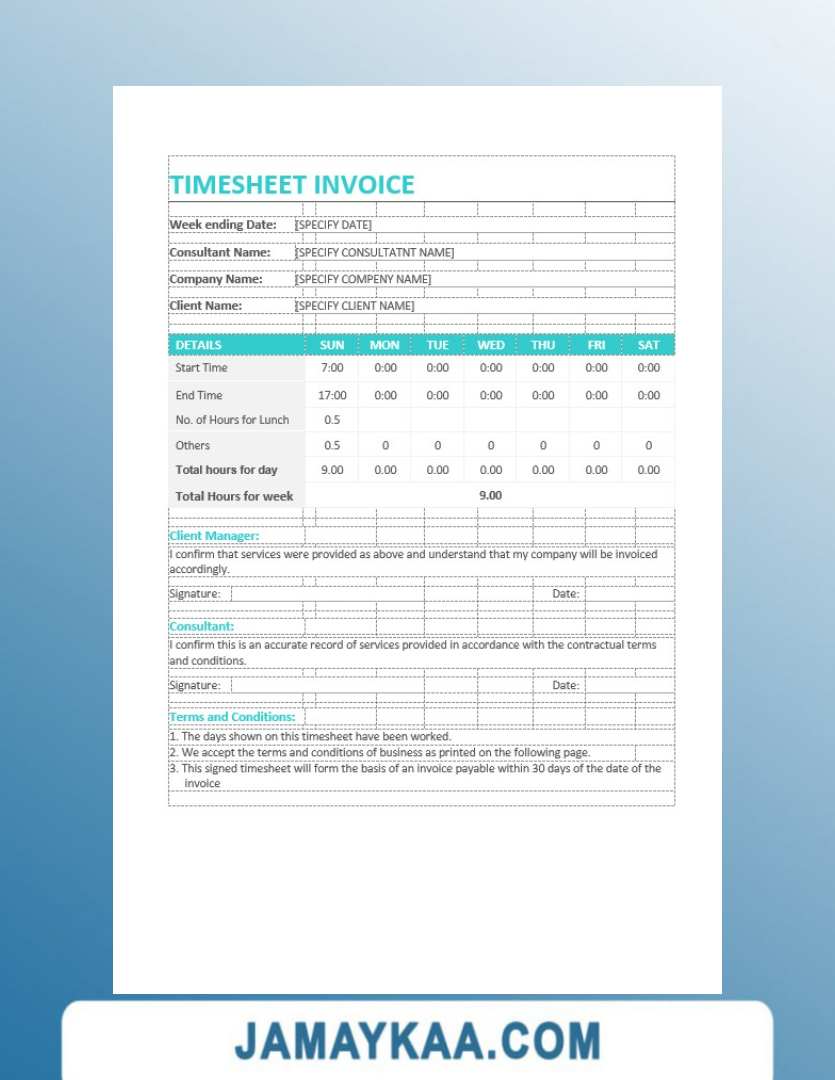 TIMESHEET INVOICE
Week ending Date: [SPECIFY DATE]
Consultant Name: [SPECIFY CONSULTATNT NAME]
Company Name: [SPECIFY COMPENY NAME]
Client Name: [SPECIFY CLIENT NAME]
DETAILS SUN MON TUE WED THU FRI SAT
Start Time 7:00 0:00 0:00 0:00 0:00 0:00 0:00
End Time 17:00 0:00 0:00 0:00 0:00 0:00 0:00
No. of Hours for Lunch 0.5
Others 0.5 0 0 0 0 0 0
Total hours for day 9.00 0.00 0.00 0.00 0.00 0.00 0.00
Total Hours for week 9.00
Client Manager:
I confirm that services were provided as above and understand that my company will be invoiced
accordingly.
Signature: Date:
Consultant:
I confirm this is an accurate record of services provided in accordance with the contractual terms
and conditions.
Signature: Date:
Terms and Conditions:
1. The days shown on this timesheet have been worked.
2. We accept the terms and conditions of business as printed on the following page.
3. This signed timesheet will form the basis of an invoice payable within 30 days of the date of the
invoice
JAMAYKAA.COM